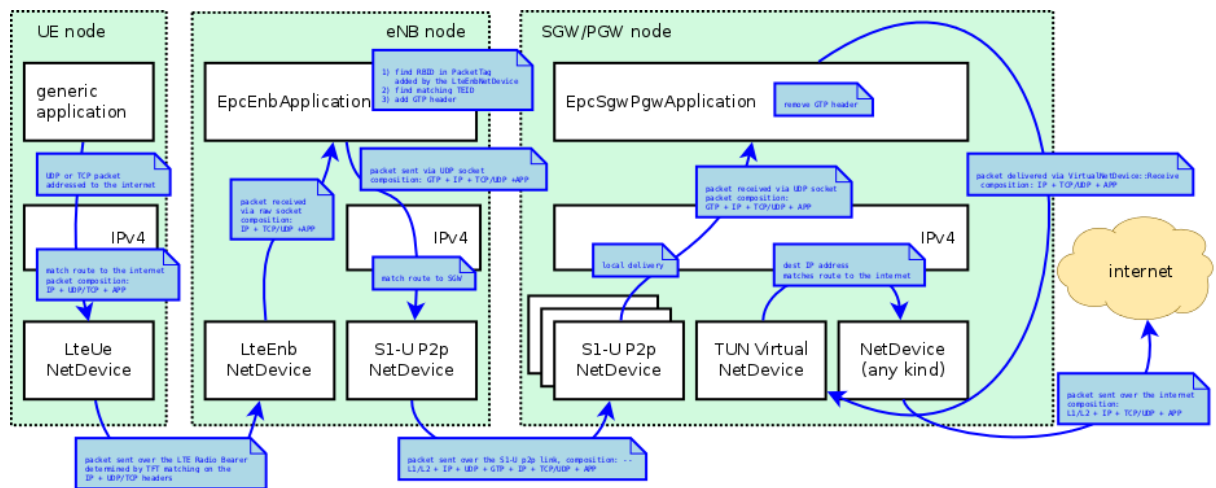 UE node
generic
application
UDP or TCP packet
addressed to the internet
IPv4
match route to the internet
packet composition:
IP + UDP/TCP + APP
LteUe
NetDevice
packet sent over the LTE Radio Bearer
determined by TFT matching on the
IP + UDP/TCP headers
eNB node
EpcEnbApplication
1) find RBID in PacketTag
added by the LteEnbNetDevice
2) find matching TEID
3) add GTP header
packet sent via UDP socket
composition: GTP + IP + TCP/UDP +APP
packet received
via raw socket
composition:
IP + TCP/UDP +APP
IPv4
match route to SGW
LteEnb
NetDevice
S1-U P2p
NetDevice
packet sent over the S1-U p2p link, composition: --
L1/L2 + IP + UDP + GTP + IP + TCP/UDP + APP
SGW/PGW node
EpcSgwPgwApplication
remove GTP header
packet delivered via VirtualNetDevice::Receive
composition: IP + TCP/UDP + APP
packet received via UDP socket
packet composition:
GTP + IP + TCP/UDP + APP
IPv4
local delivery
dest IP address
matches route to the internet
S1-U P2p
NetDevice
TUN Virtual
NetDevice
NetDevice
(any kind)
internet
packet sent over the internet
composition:
L1/L2 + IP + TCP/UDP + APP